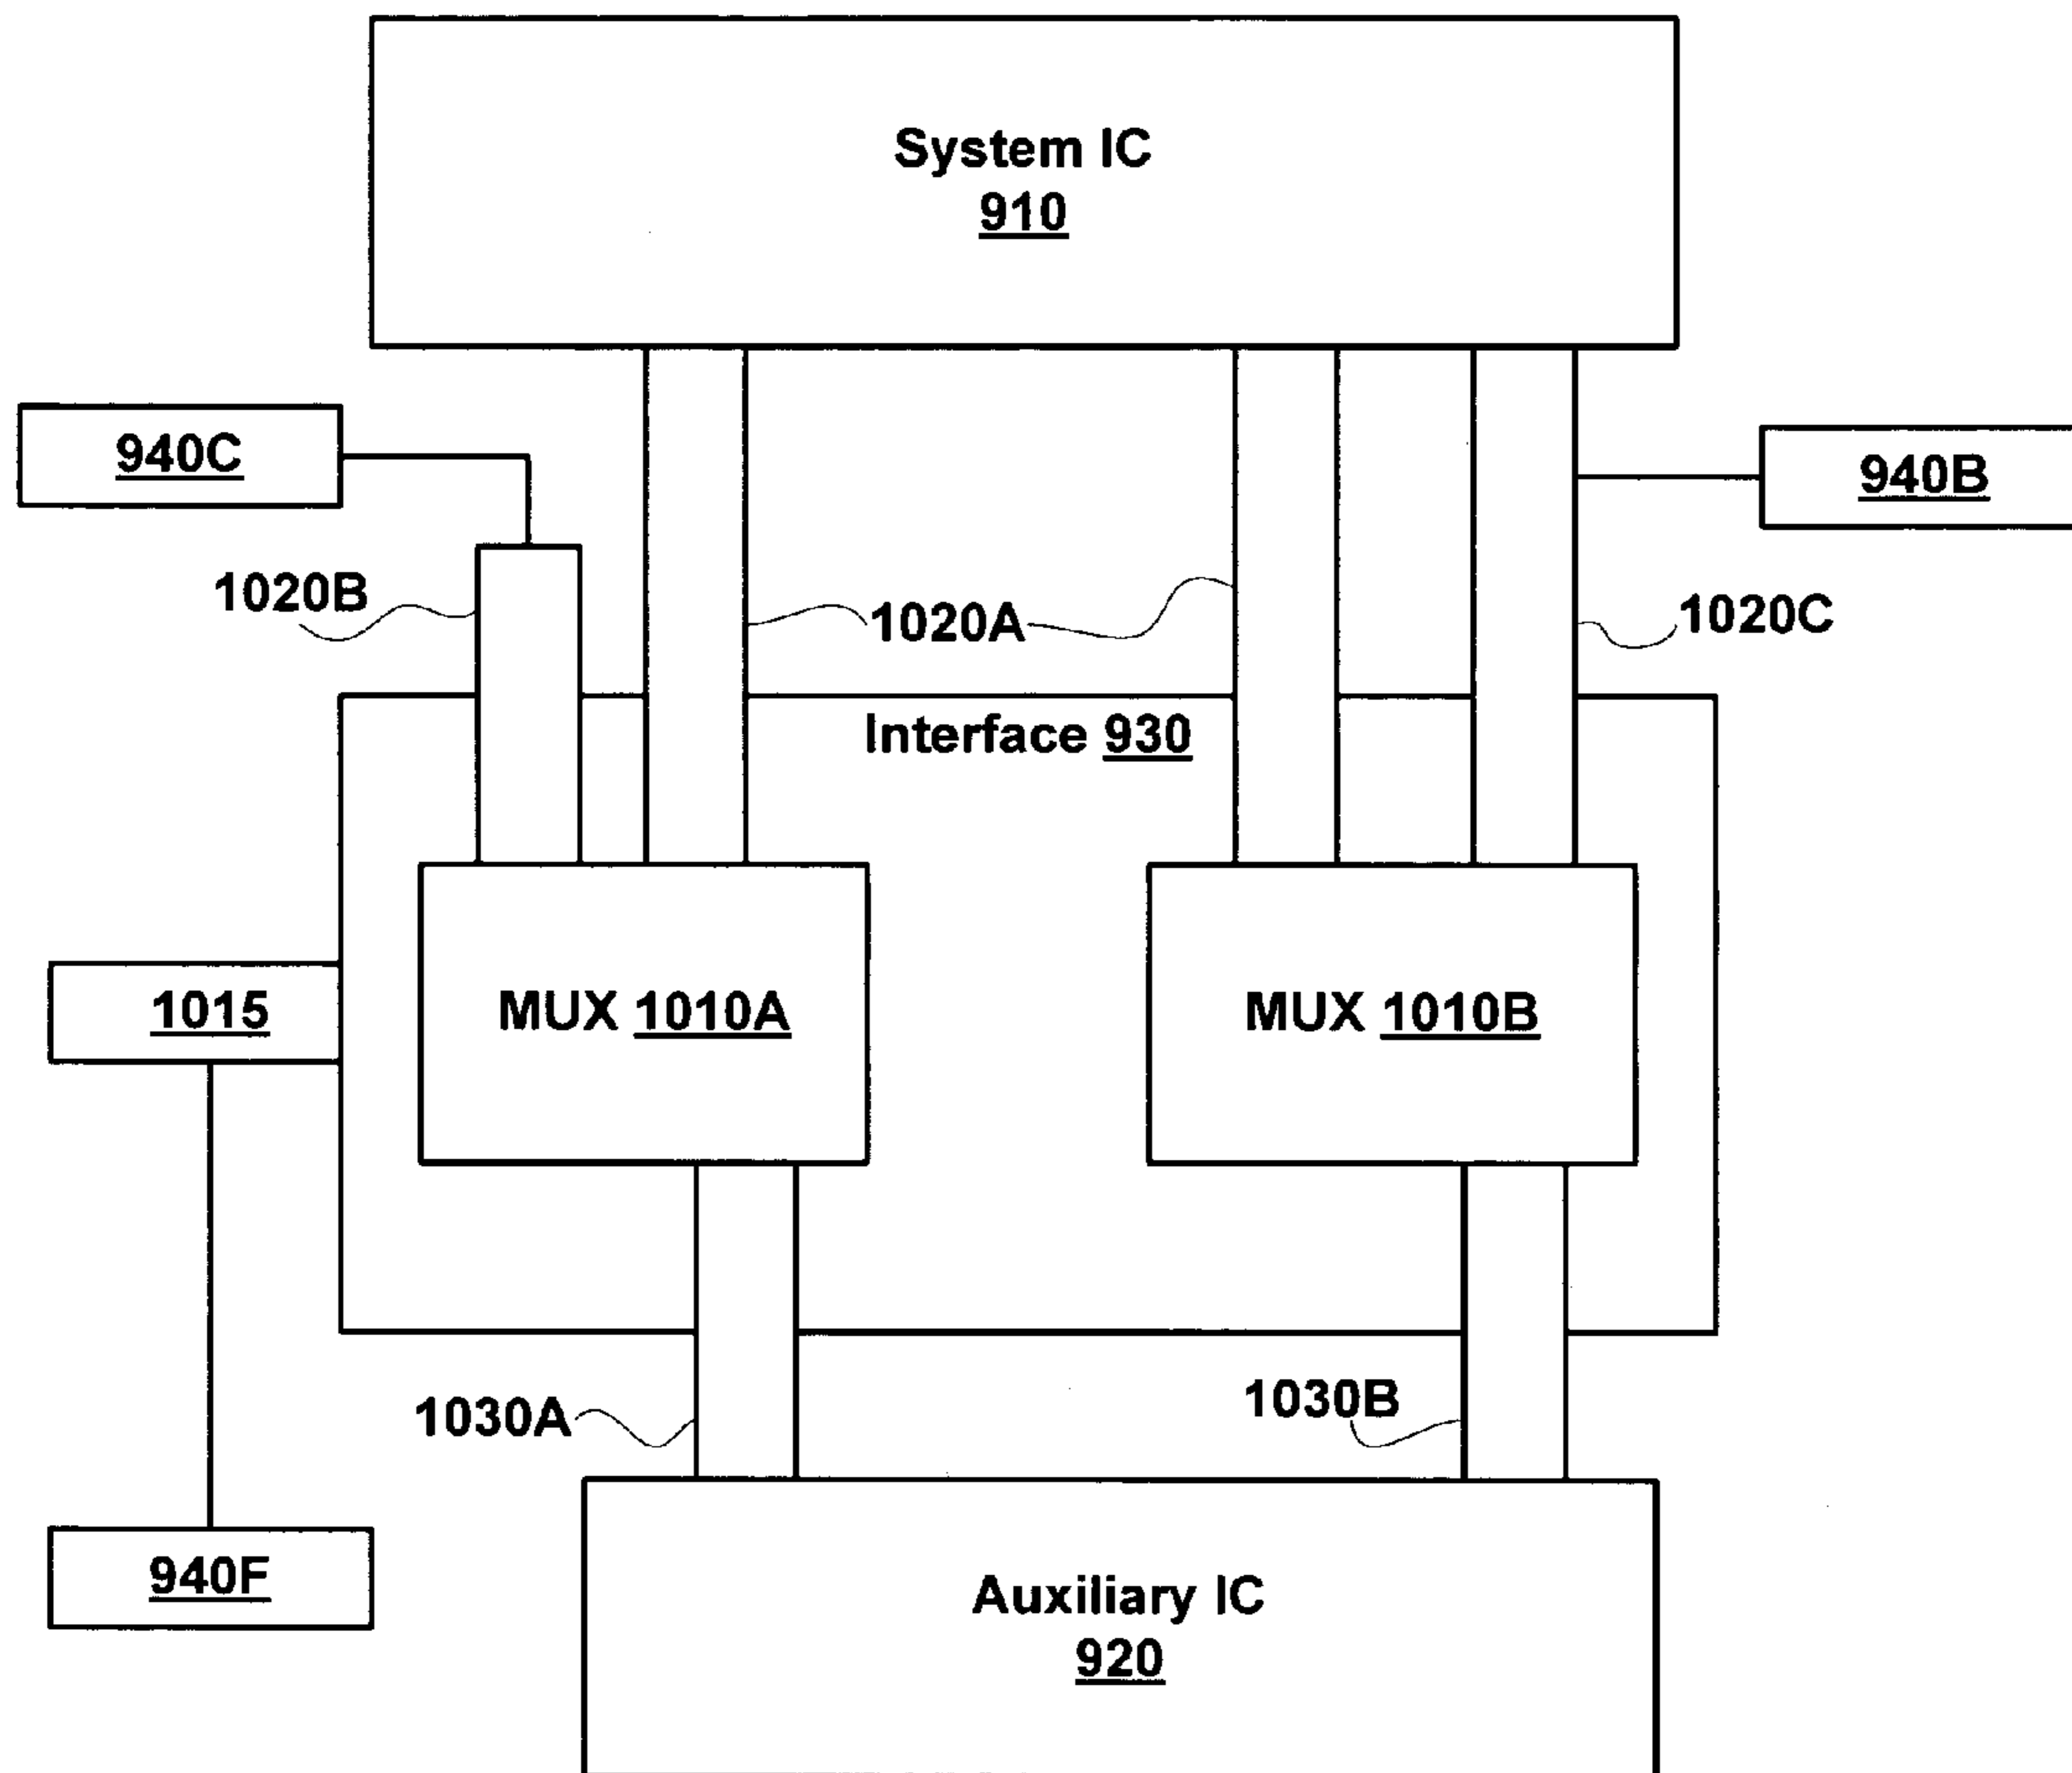 System IC
910
940C
940B
1020B
1020A
1020C
Interface 930
1015
MUX 1010A
MUX 1010B
1030A
1030B
940F
Auxiliary IC
920